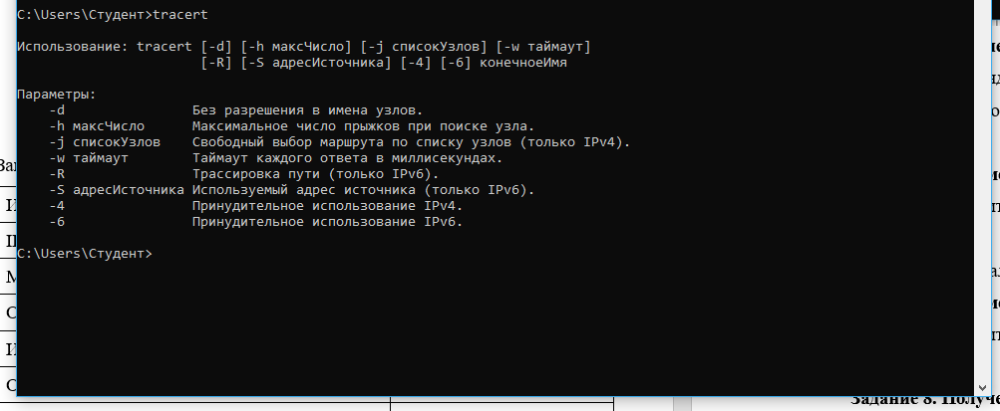 C:\Users\Студент>tracert
Использование: tracert [-d] [-h максЧисло] [-j списокУзлов] [-w таймаут]
[-R] [-S адресИсточника] [-4] [-6] конечноеИмя
Параметры:
-d Без разрешения в имена узлов.
-h максЧисло Максимальное число прыжков при поиске узла.
-j списокУзлов Свободный выбор маршрута по списку узлов (только IPv4).
-w таймаут Таймаут каждого ответа в миллисекундах.
-R Трассировка пути (только IPv6).
-S адресИсточника Используемый адрес источника (только IPv6).
-4 Принудительное использование IPv4.
-6 Принудительное использование IPv6.
C:\Users\Студент>
Задание 8. Получе